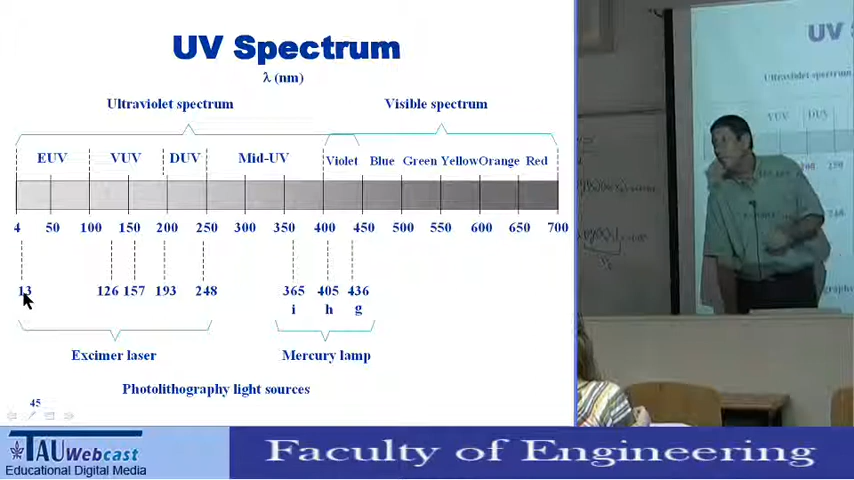 UV Spectrum
λ (nm)
Ultraviolet spectrum
Visible spectrum
EUV
VUV
DUV
Mid-UV
Violet
Blue
Green
Yellow
Orange
Red
4 50 100 150 200 250 300 350 400 450 500 550 600 650 700
13 126 157 193 248 365 405 436
i h g
Excimer laser
Mercury lamp
Photolithography light sources
45
UV S
Ultraviolet spectrum
VUV
DUV
TAU Webcast
Educational Digital Media
Faculty of Engineering